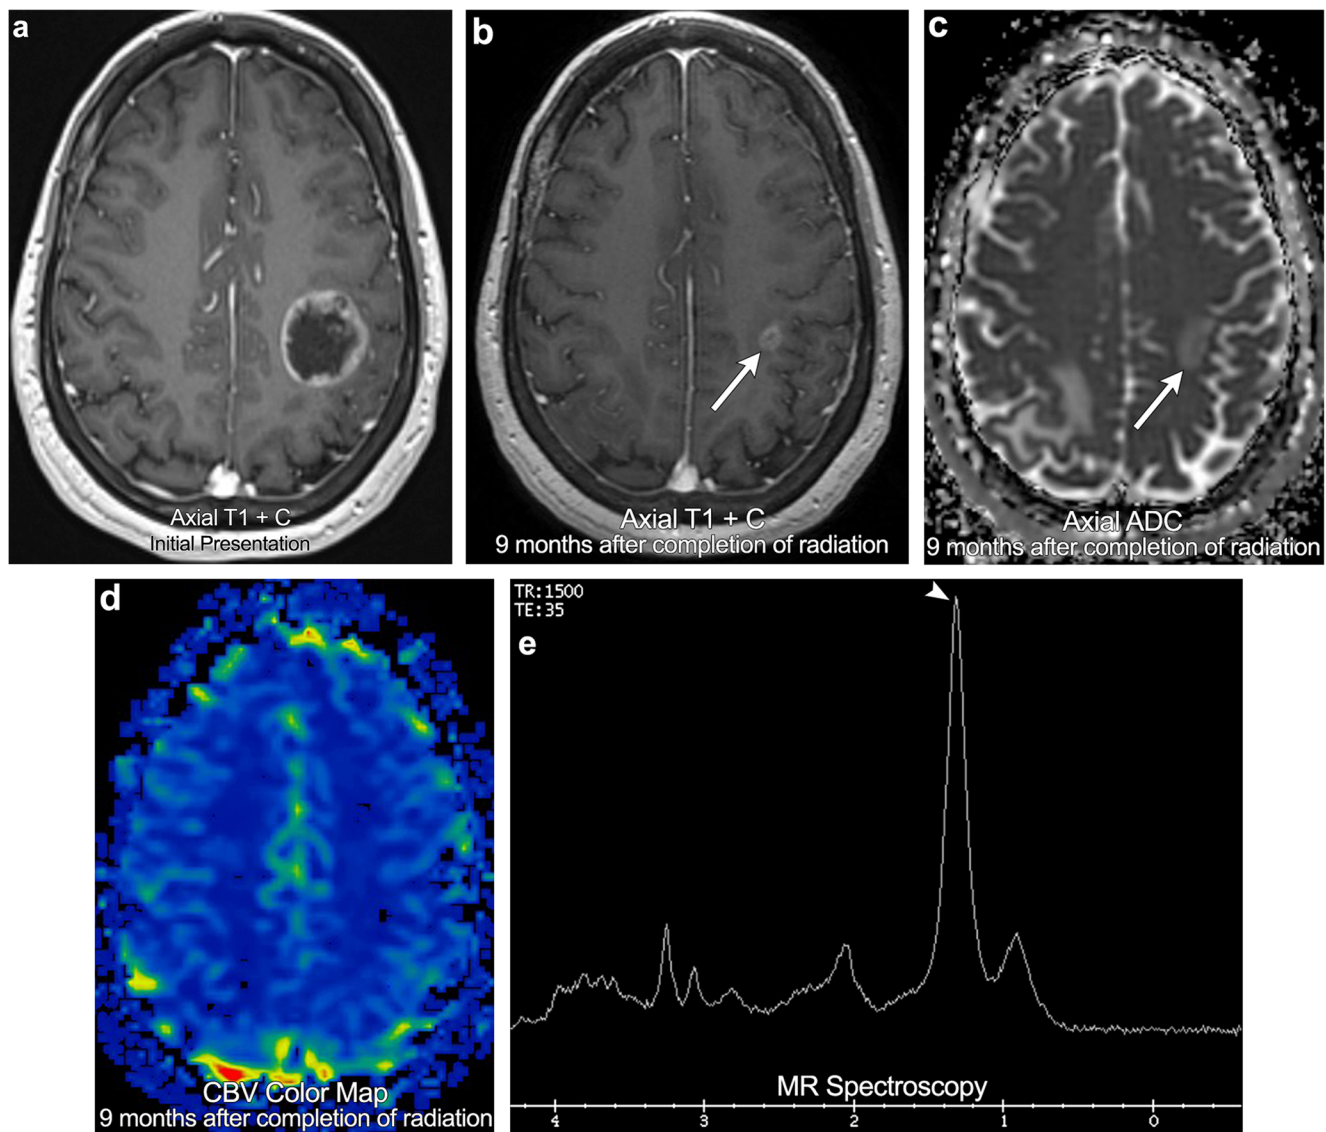 a
Axial T1 + C
Initial Presentation
b
Axial T1 + C
9 months after completion of radiation
c
Axial ADC
9 months after completion of radiation
d
CBV Color Map
9 months after completion of radiation
TR:1500
TE:35
e
MR Spectroscopy
4 3 2 1 0